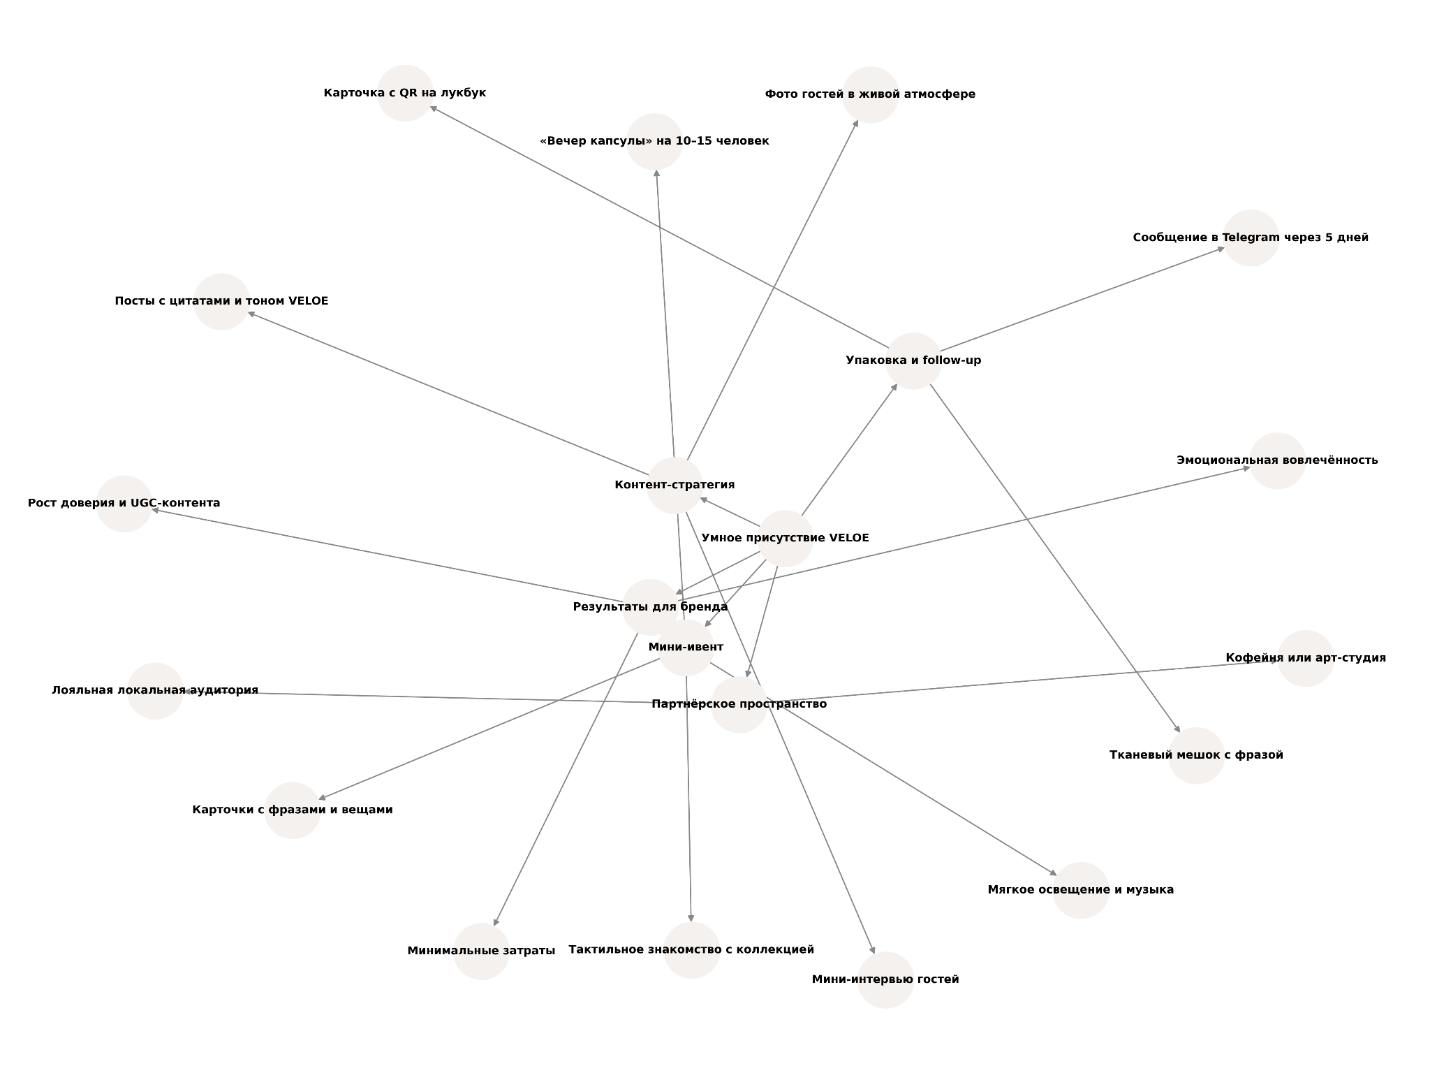 Карточка с QR на лукбук
Фото гостей в живой атмосфере
«Вечер капсулы» на 10–15 человек
Сообщение в Telegram через 5 дней
Посты с цитатами и тоном VELOE
Упаковка и follow-up
Эмоциональная вовлечённость
Контент-стратегия
Рост доверия и UGC-контента
Умное присутствие VELOE
Результаты для бренда
Мини-ивент
Кофейня или арт-студия
Лояльная локальная аудитория
Партнёрское пространство
Тканевый мешок с фразой
Карточки с фразами и вещами
Мягкое освещение и музыка
Минимальные затраты
Тактильное знакомство с коллекцией
Мини-интервью гостей